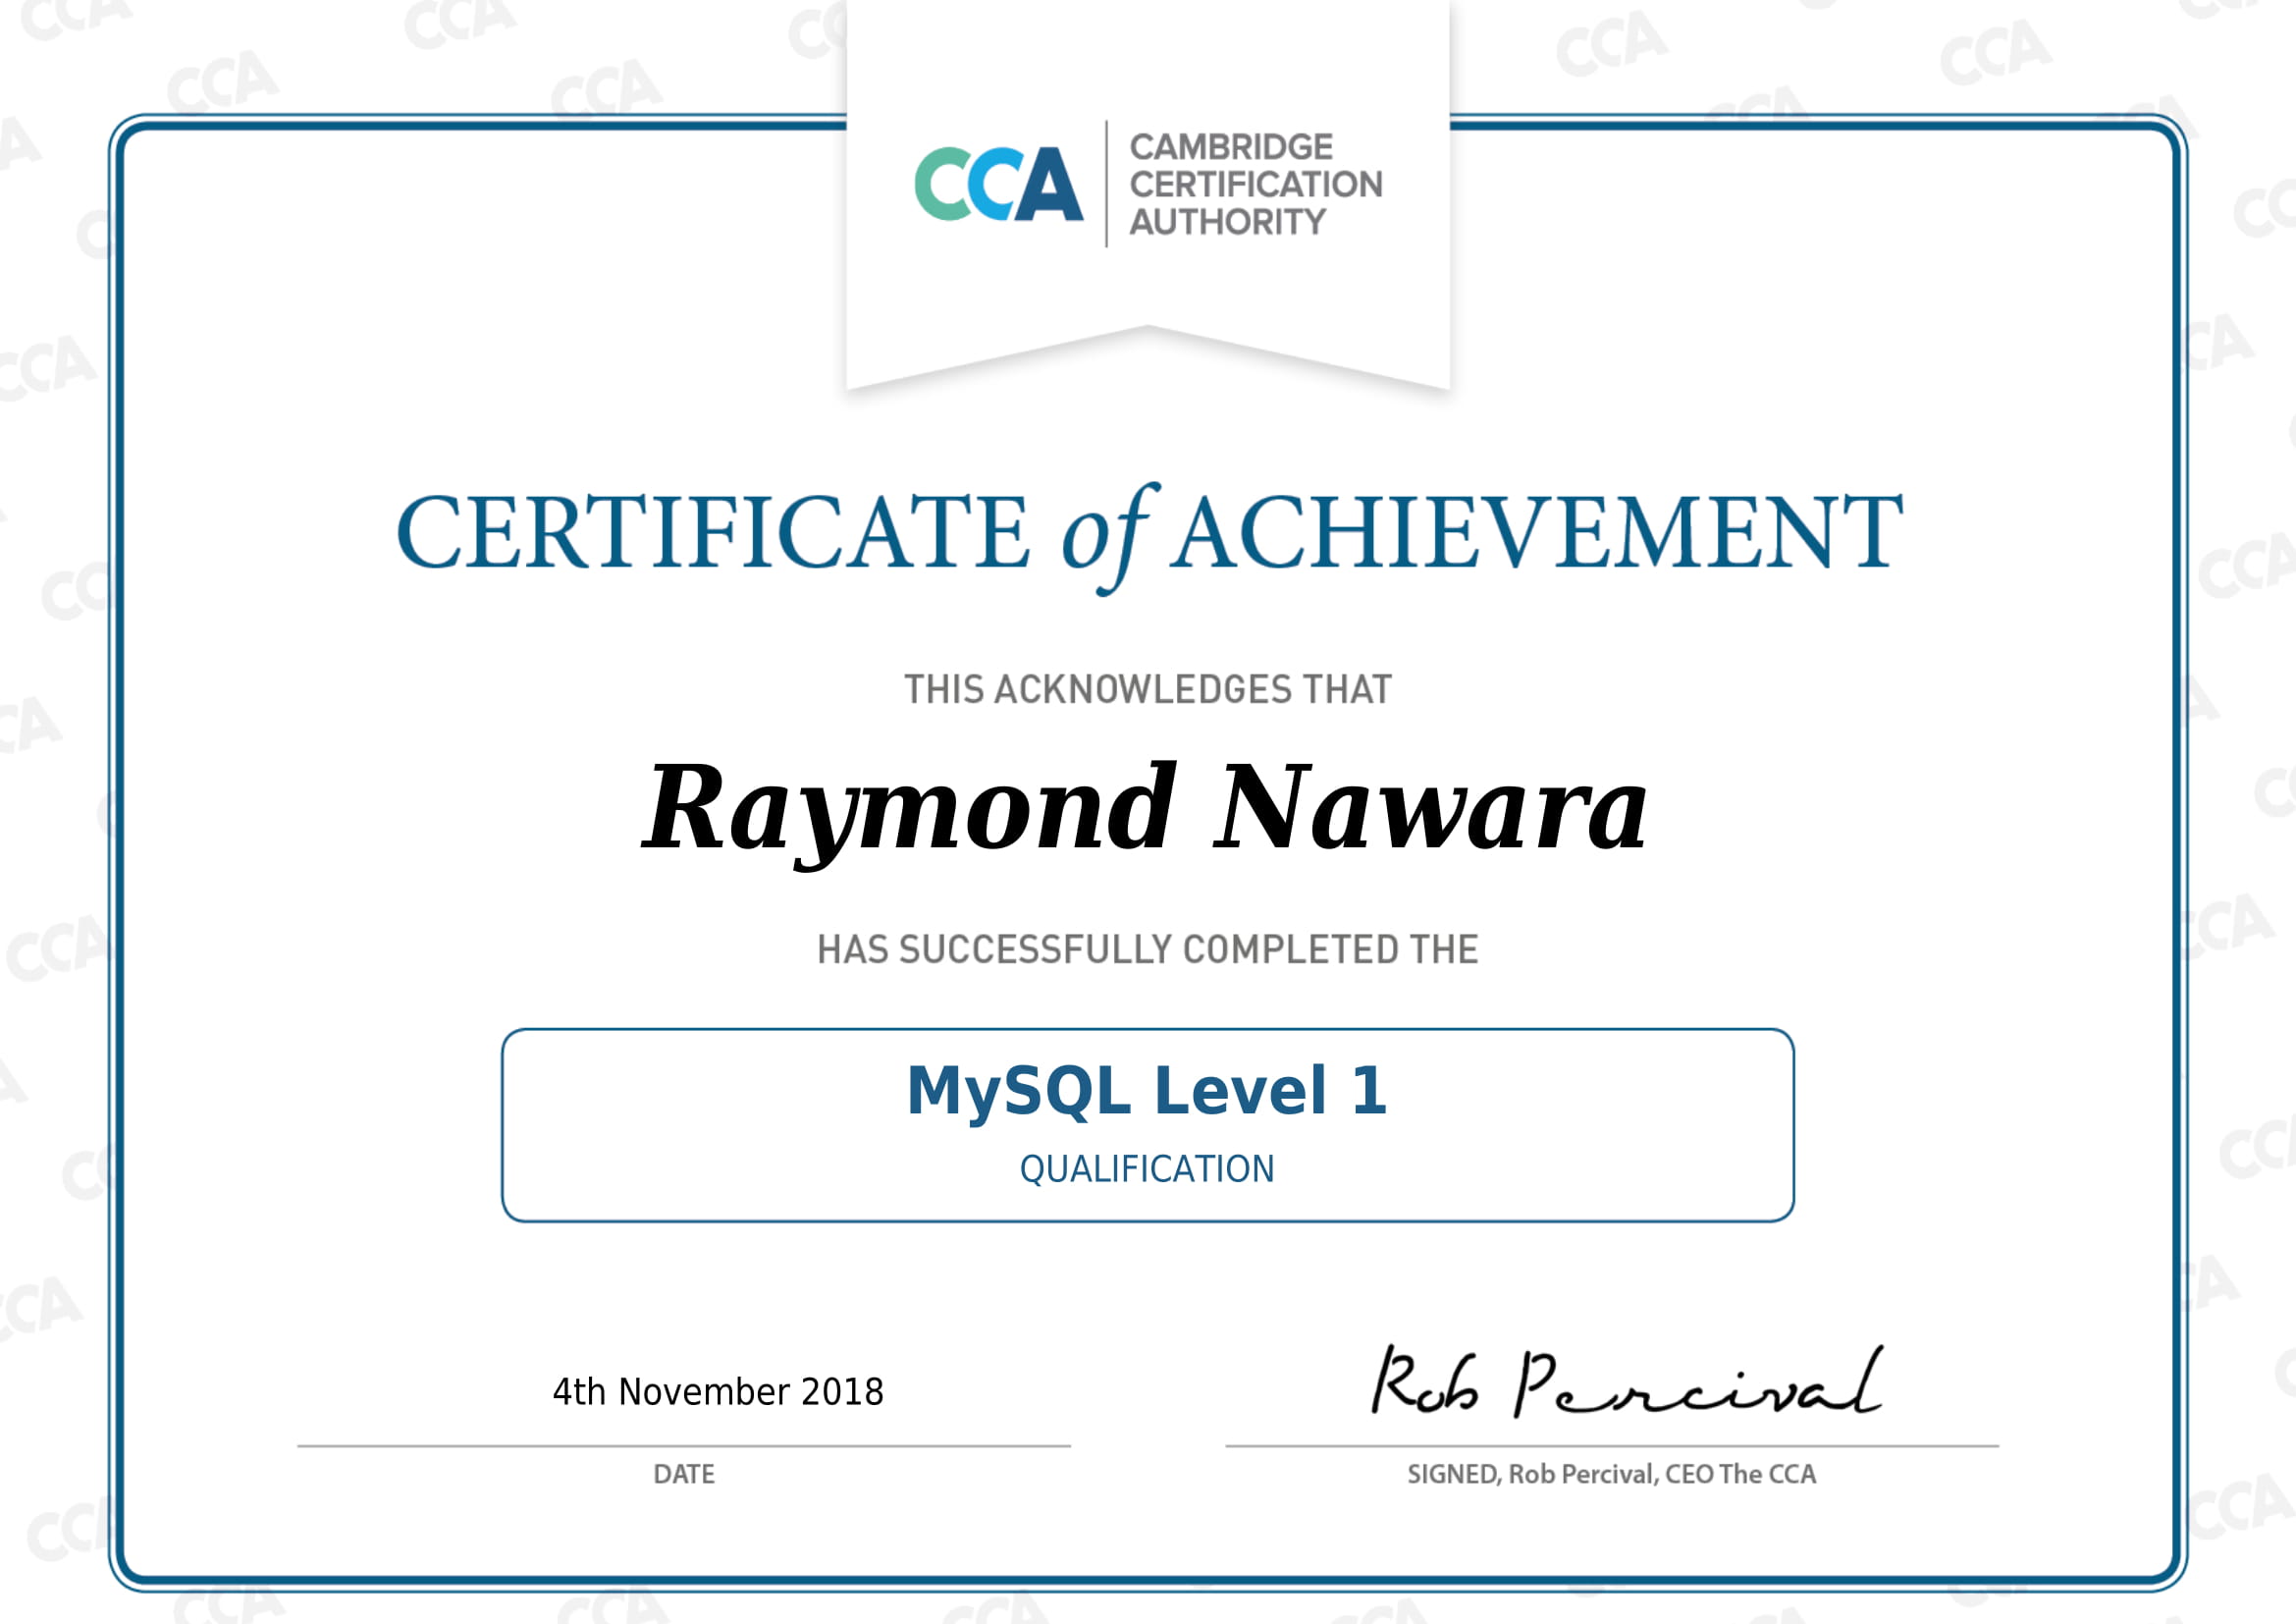 CCA
CAMBRIDGE
CERTIFICATION
AUTHORITY
CERTIFICATE of ACHIEVEMENT
THIS ACKNOWLEDGES THAT
Raymond Nawara
HAS SUCCESSFULLY COMPLETED THE
MySQL Level 1
QUALIFICATION
4th November 2018
Rob Percival
DATE
SIGNED, Rob Percival, CEO The CCA